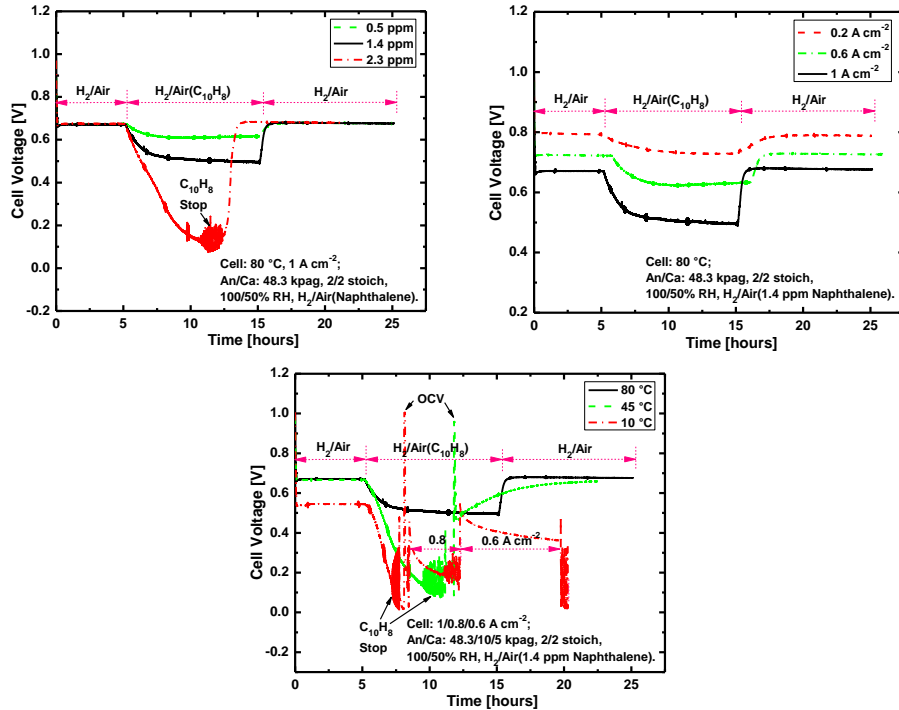 1.2
1.0
0.8
0.6
0.4
0.2
0.0
-0.2
Cell Voltage [V]
0.5 ppm
1.4 ppm
2.3 ppm
H2/Air
H2/Air(C10H8)
H2/Air
C10H8
Stop
Cell: 80 °C, 1 A cm-2;
An/Ca: 48.3 kpag, 2/2 stoich,
100/50% RH, H2/Air(Naphthalene).
0 5 10 15 20 25
Time [hours]
1.2
1.0
0.8
0.6
0.4
0.2
Cell Voltage [V]
0.2 A cm-2
0.6 A cm-2
1 A cm-2
H2/Air
H2/Air(C10H8)
H2/Air
Cell: 80 °C;
An/Ca: 48.3 kpag, 2/2 stoich,
100/50% RH, H2/Air(1.4 ppm Naphthalene).
0 5 10 15 20 25
Time [hours]
1.2
1.0
0.8
0.6
0.4
0.2
0.0
-0.2
Cell Voltage [V]
80 °C
45 °C
10 °C
OCV
H2/Air
H2/Air(C10H8)
H2/Air
0.8
0.6 A cm-2
C10H8
Stop
Cell: 1/0.8/0.6 A cm-2;
An/Ca: 48.3/10/5 kpag, 2/2 stoich,
100/50% RH, H2/Air(1.4 ppm Naphthalene).
0 5 10 15 20 25
Time [hours]